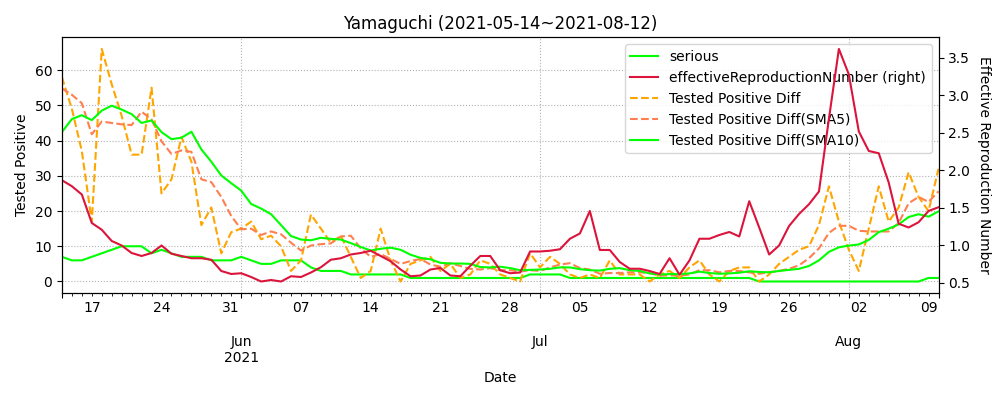 Yamaguchi (2021-05-14~2021-08-12)
serious
effectiveReproductionNumber (right)
Tested Positive Diff
Tested Positive Diff(SMA5)
Tested Positive Diff(SMA10)
Tested Positive
60
50
40
30
20
10
0
3.5
3.0
2.5
2.0
1.5
1.0
0.5
Effective Reproduction Number
17 24 31 07 14 21 28 05 12 19 26 02 09
Jun Jul Aug
2021
Date